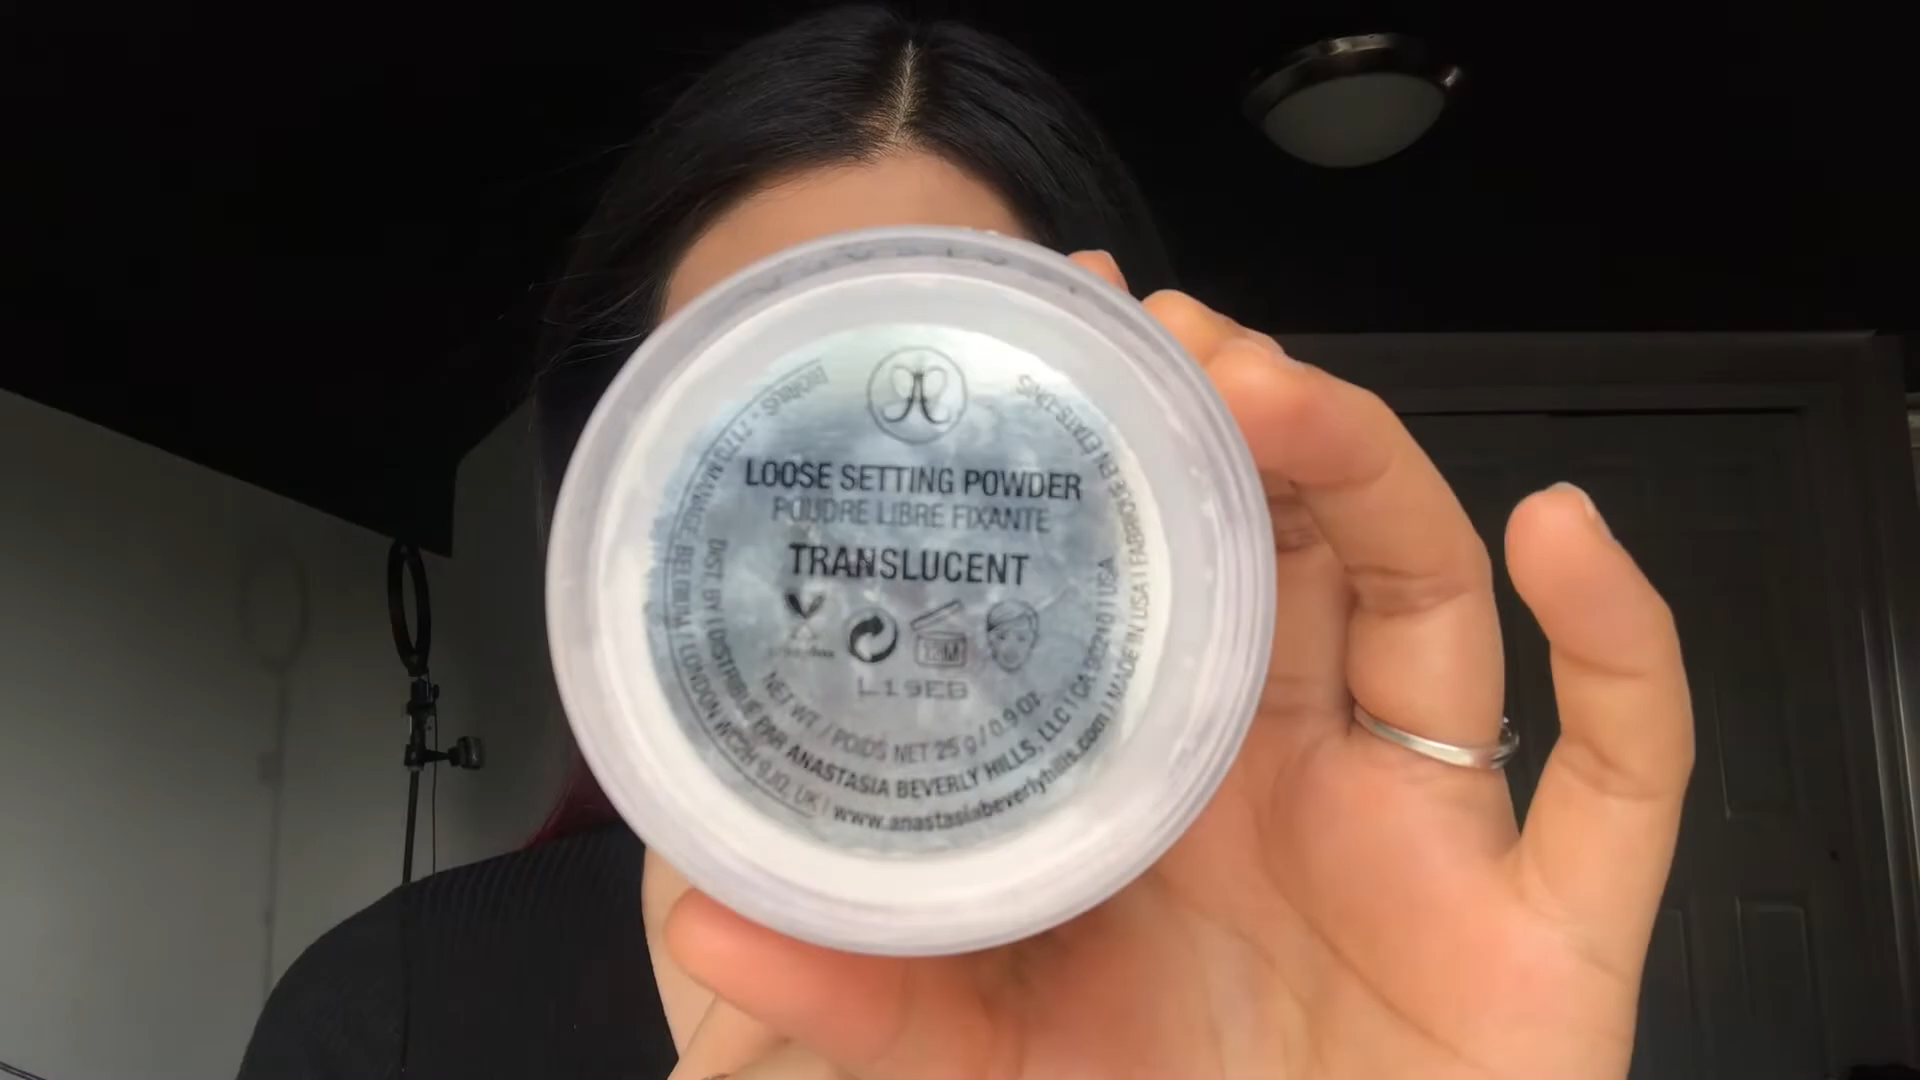 LOOSE SETTING POWDER
POUDRE LIBRE FIXANTE
TRANSLUCENT
12M
L19EB
NET WT. / POIDS NET 25 g / 0.9 Oz
DIST. BY / DISTRIBUÉ PAR ANASTASIA BEVERLY HILLS, LLC | CA 90210 | USA
BELGIUM / LONDON WC2H 9JQ, UK | www.anastasiabeverlyhills.com | MADE IN USA | FABRIQUÉ EN ÉTATS-UNIS